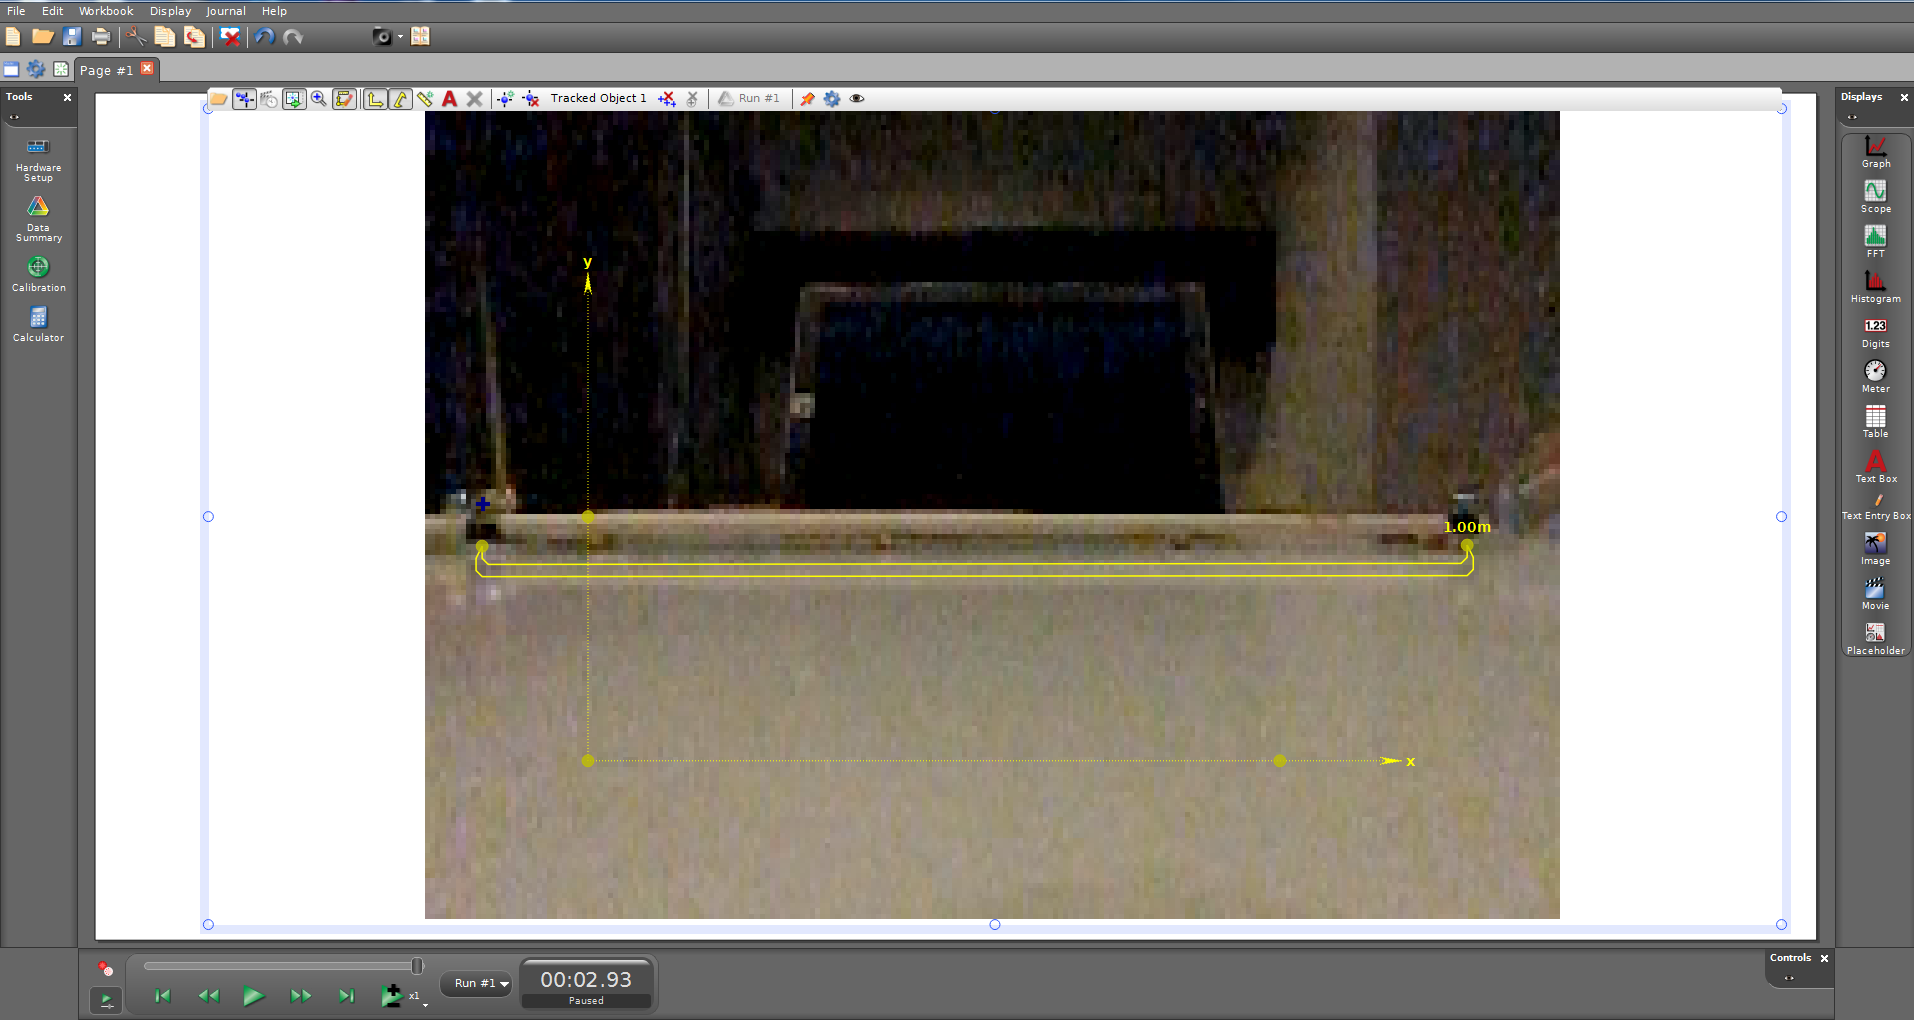 File Edit Workbook Display Journal Help
Page #1
Tools
Hardware
Setup
Data
Summary
Calibration
Calculator
Tracked Object 1
Run #1
y
1.00m
x
Displays
Graph
Scope
FFT
Histogram
1.23
Digits
Meter
Table
A
Text Box
Text Entry Box
Image
Movie
Placeholder
x1
Run #1
00:02.93
Paused
Controls